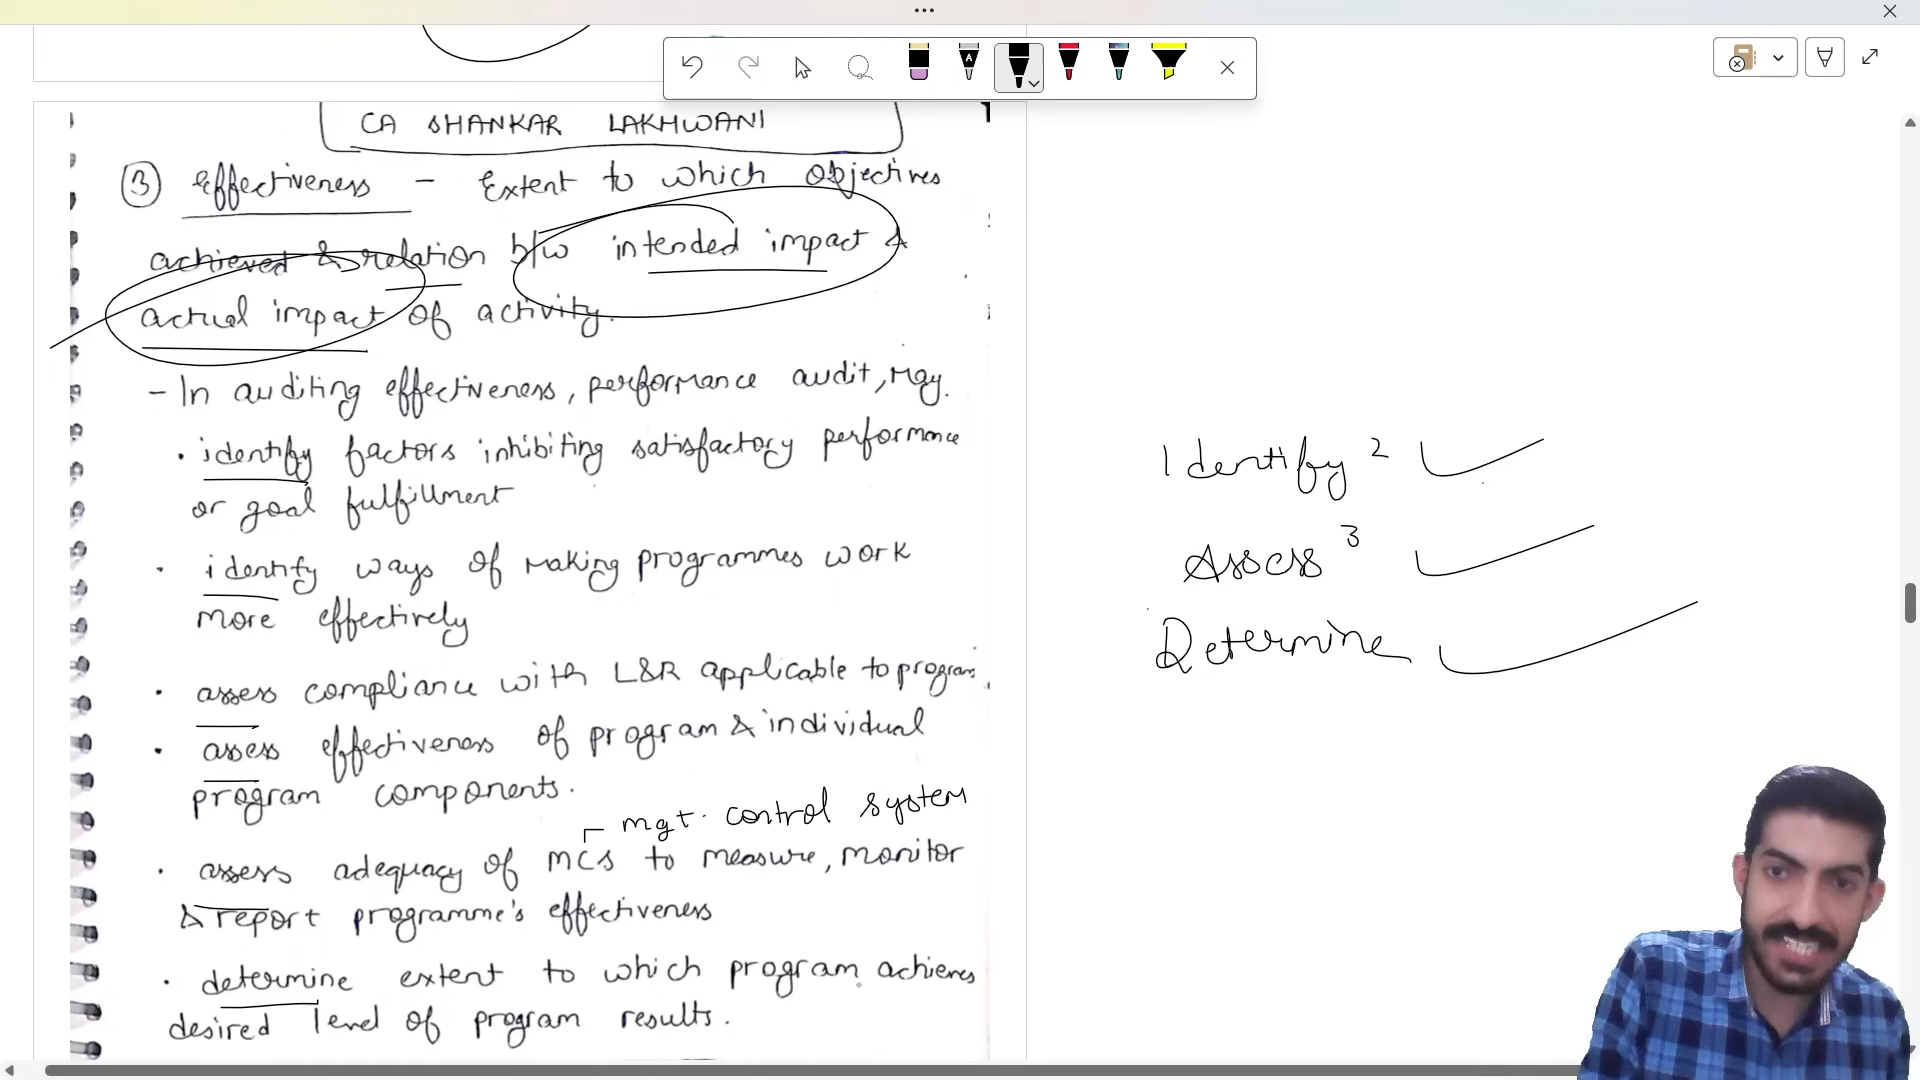 CA SHANKAR LAKHWANI
③ effectiveness - Extent to which objectives
achieved & relation b/w intended impact &
actual impact of activity.
- In auditing effectiveness, performance audit, may.
· identify factors inhibiting satisfactory performance
or goal fulfillment
· identify ways of making programmes work
more effectively
· assess compliance with L&R applicable to program
· assess effectiveness of program & individual
program components.
mgt. control system
· assess adequacy of MCS to measure, monitor
& report programme's effectiveness
· determine extent to which program achieves
desired level of program results.
Identify 2
Assess 3
Determine